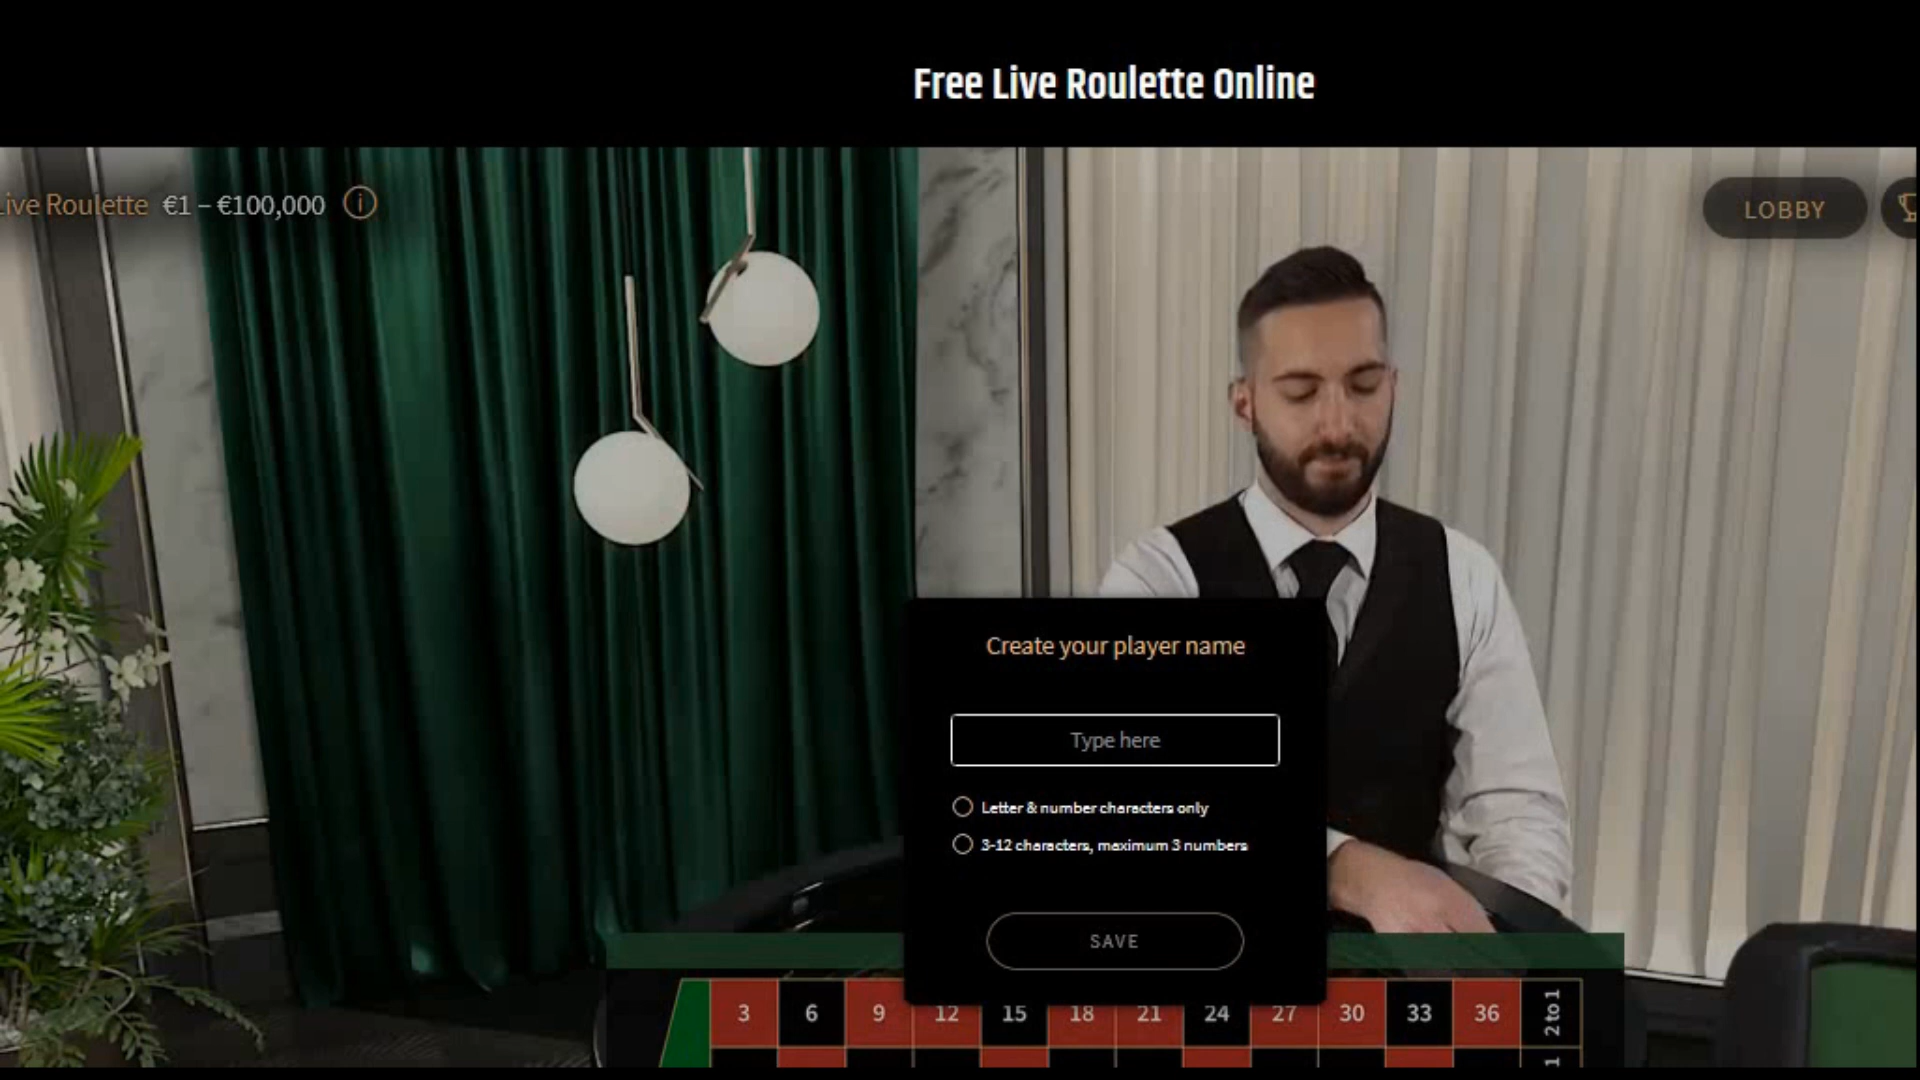 Free Live Roulette Online
Live Roulette €1 – €100,000
LOBBY
Create your player name
Type here
Letter & number characters only
3-12 characters, maximum 3 numbers
SAVE
3 6 9 12 15 18 21 24 27 30 33 36 2 to 1
1